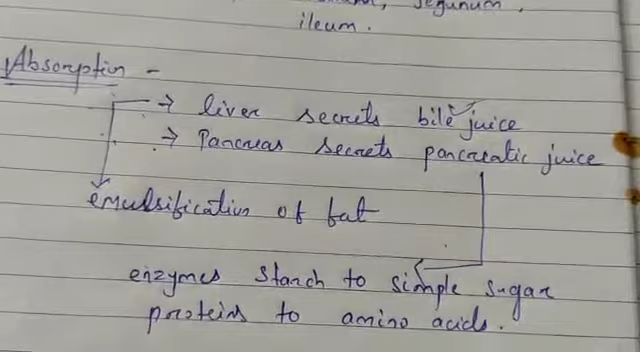 Jegunum,
ileum.
Absorption -
→ liver secrets bile juice
→ Pancreas secrets pancreatic juice
emulsification of fat
enzymes starch to simple sugar
proteins to amino acids.